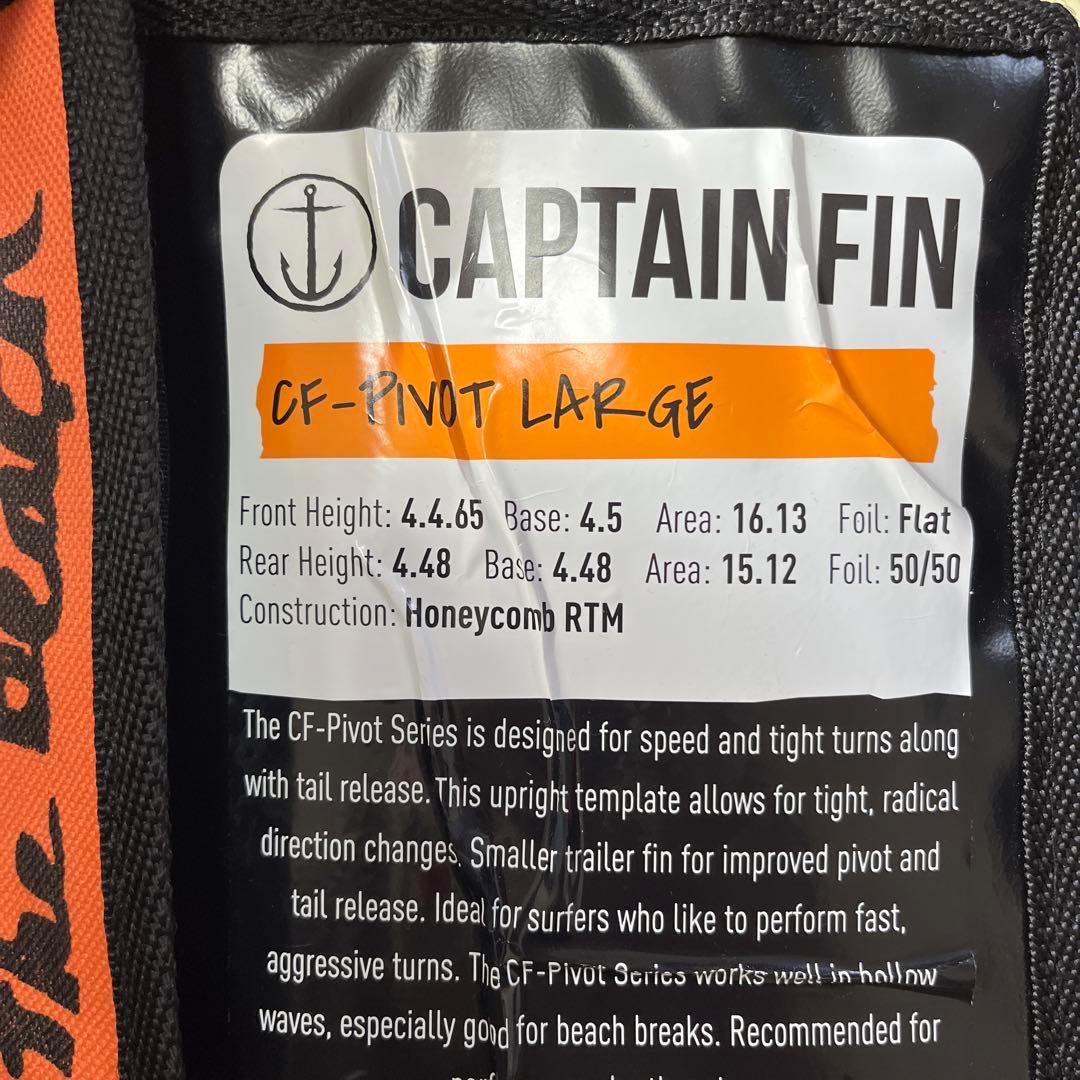 CAPTAIN FIN
CF-PIVOT LARGE
Front Height: 4.4.65 Base: 4.5 Area: 16.13 Foil: Flat
Rear Height: 4.48 Base: 4.48 Area: 15.12 Foil: 50/50
Construction: Honeycomb RTM
The CF-Pivot Series is designed for speed and tight turns along
with tail release. This upright template allows for tight, radical
direction changes. Smaller trailer fin for improved pivot and
tail release. Ideal for surfers who like to perform fast,
aggressive turns. The CF-Pivot Series works well in hollow
waves, especially good for beach breaks. Recommended for